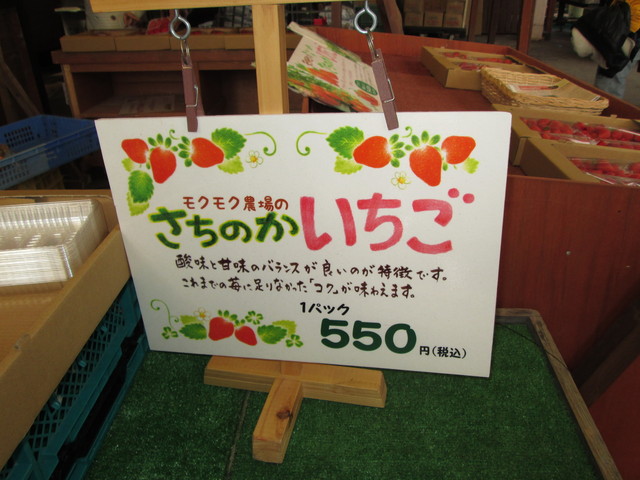 モクモク農場の
さちのかいちご
酸味と甘味のバランスが良いのが特徴です。
これまでの苺に足りなかった「コク」が味わえます。
1パック
550円(税込)